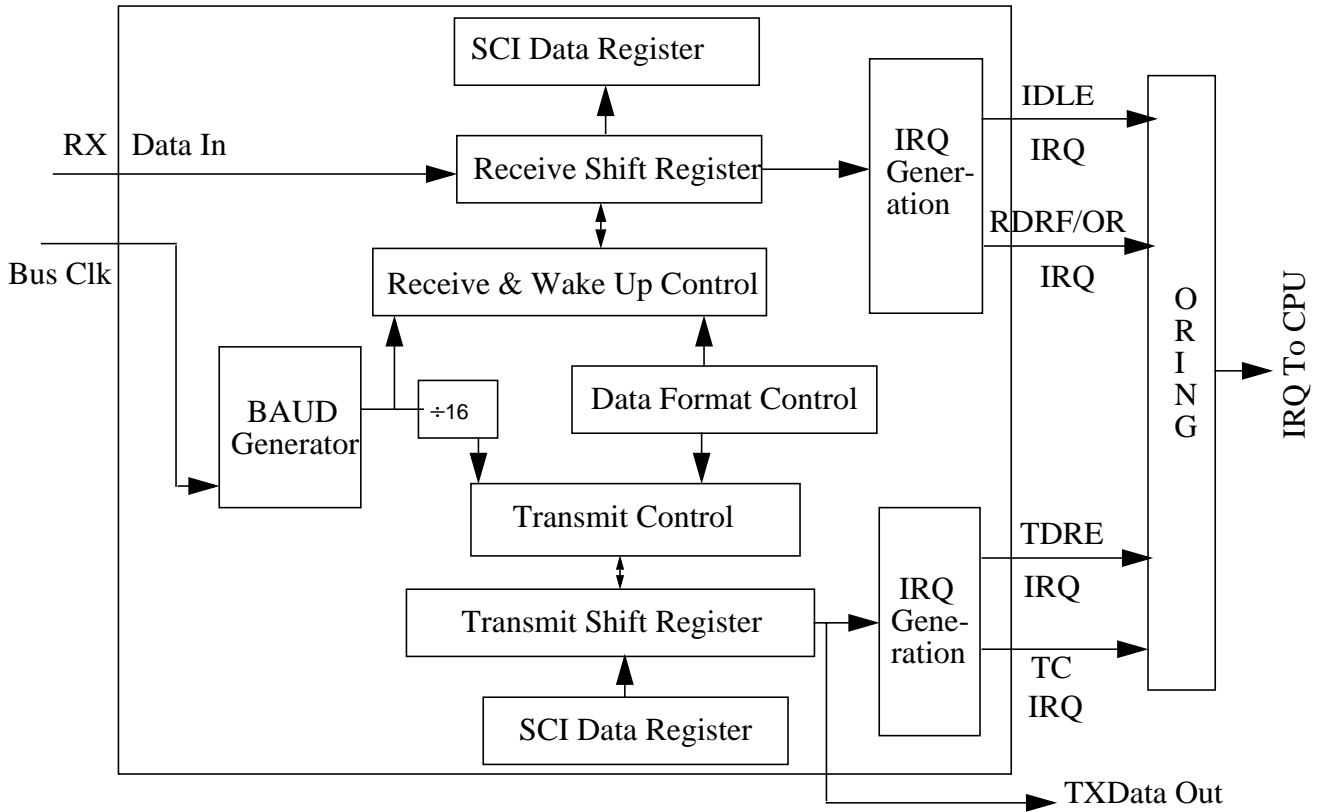 SCI Data Register
IDLE
IRQ
RX
Data In
Receive Shift Register
IRQ
Gener-
ation
RDRF/OR
IRQ
Bus Clk
Receive & Wake Up Control
BAUD
Generator
÷16
Data Format Control
O
R
I
N
G
IRQ To CPU
Transmit Control
TDRE
IRQ
Transmit Shift Register
IRQ
Gene-
ration
TC
IRQ
SCI Data Register
TXData Out